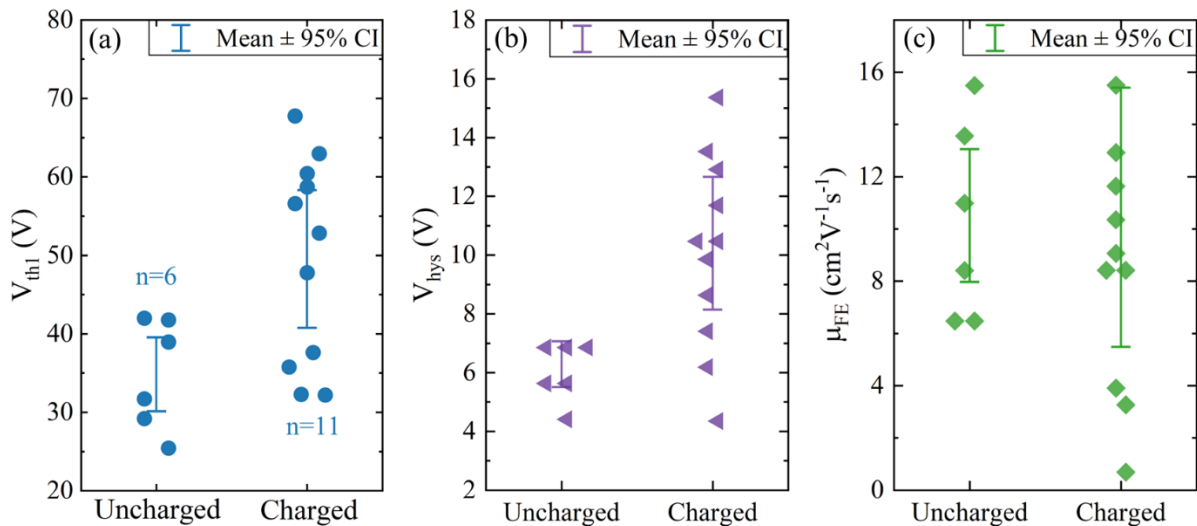 (a)
Mean ± 95% CI
80
70
60
50
40
30
20
V_th1 (V)
n=6
n=11
Uncharged
Charged
(b)
Mean ± 95% CI
18
16
14
12
10
8
6
4
2
V_hys (V)
Uncharged
Charged
(c)
Mean ± 95% CI
16
12
8
4
0
μ_FE (cm²V⁻¹s⁻¹)
Uncharged
Charged